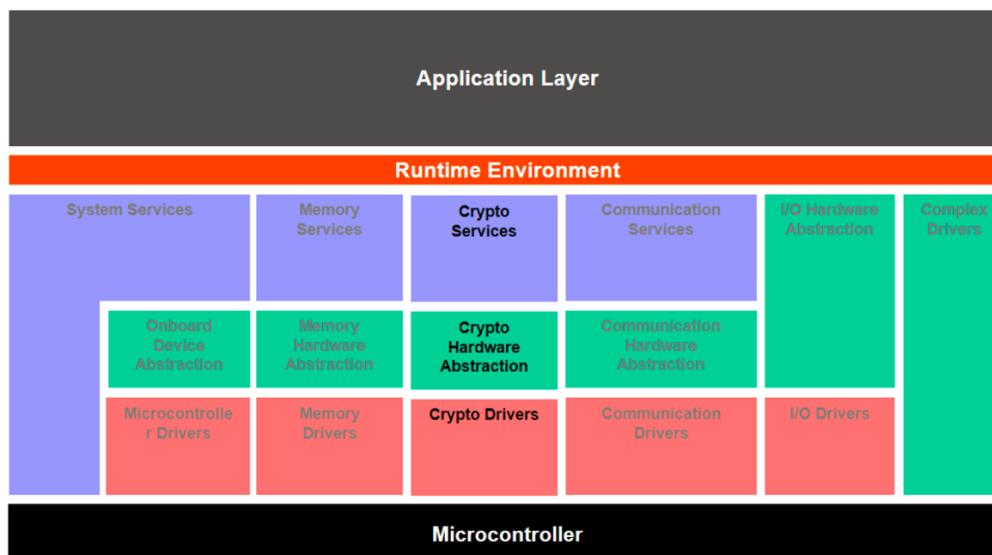 Application Layer
Runtime Environment
System Services
Memory
Services
Crypto
Services
Communication
Services
I/O Hardware
Abstraction
Complex
Drivers
Onboard
Device
Abstraction
Memory
Hardware
Abstraction
Crypto
Hardware
Abstraction
Communication
Hardware
Abstraction
Microcontrolle
r Drivers
Memory
Drivers
Crypto Drivers
Communication
Drivers
I/O Drivers
Microcontroller